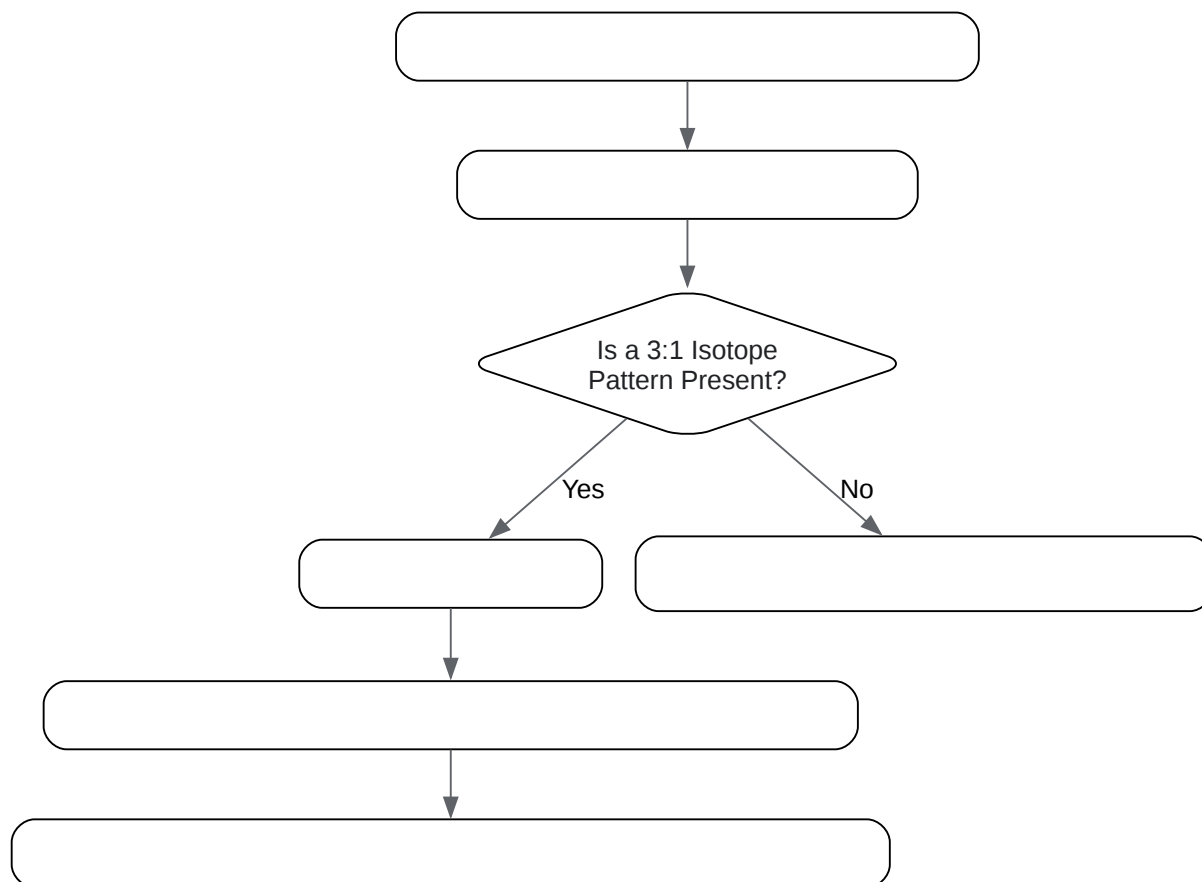 Is a 3:1 Isotope
Pattern Present?
Yes
No